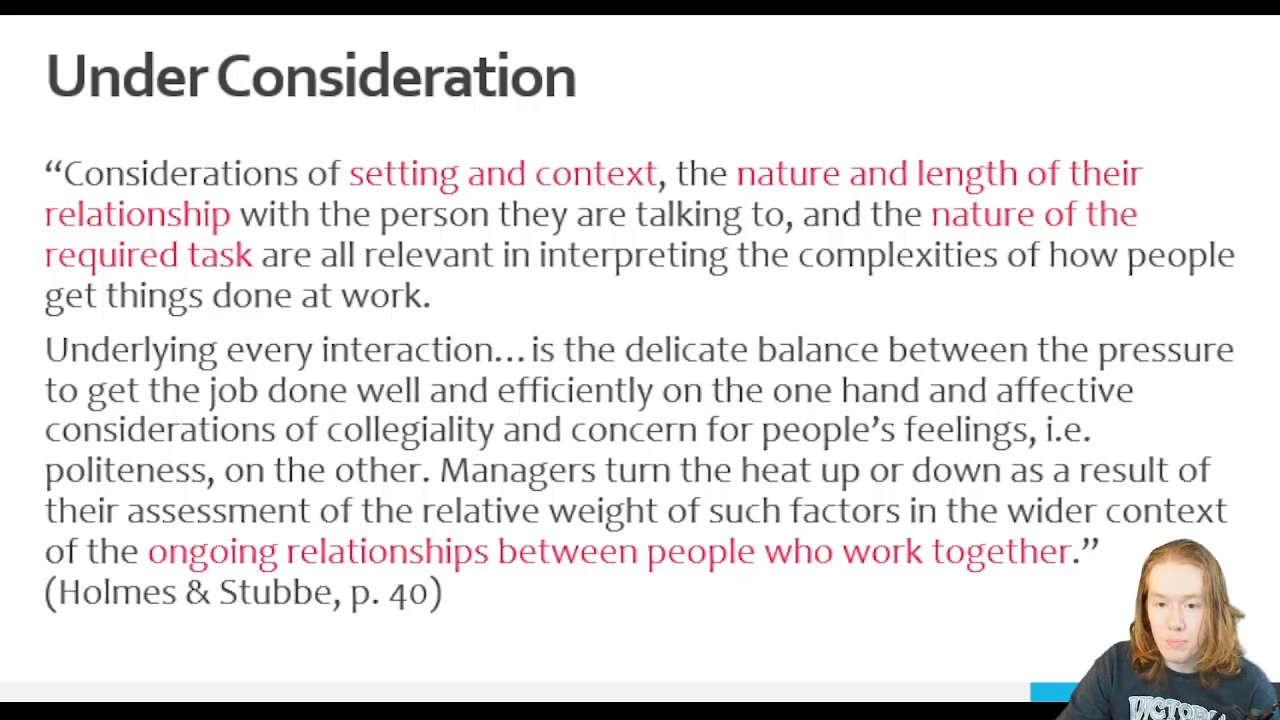 Under Consideration
“Considerations of setting and context, the nature and length of their
relationship with the person they are talking to, and the nature of the
required task are all relevant in interpreting the complexities of how people
get things done at work.
Underlying every interaction… is the delicate balance between the pressure
to get the job done well and efficiently on the one hand and affective
considerations of collegiality and concern for people’s feelings, i.e.
politeness, on the other. Managers turn the heat up or down as a result of
their assessment of the relative weight of such factors in the wider context
of the ongoing relationships between people who work together.”
(Holmes & Stubbe, p. 40)